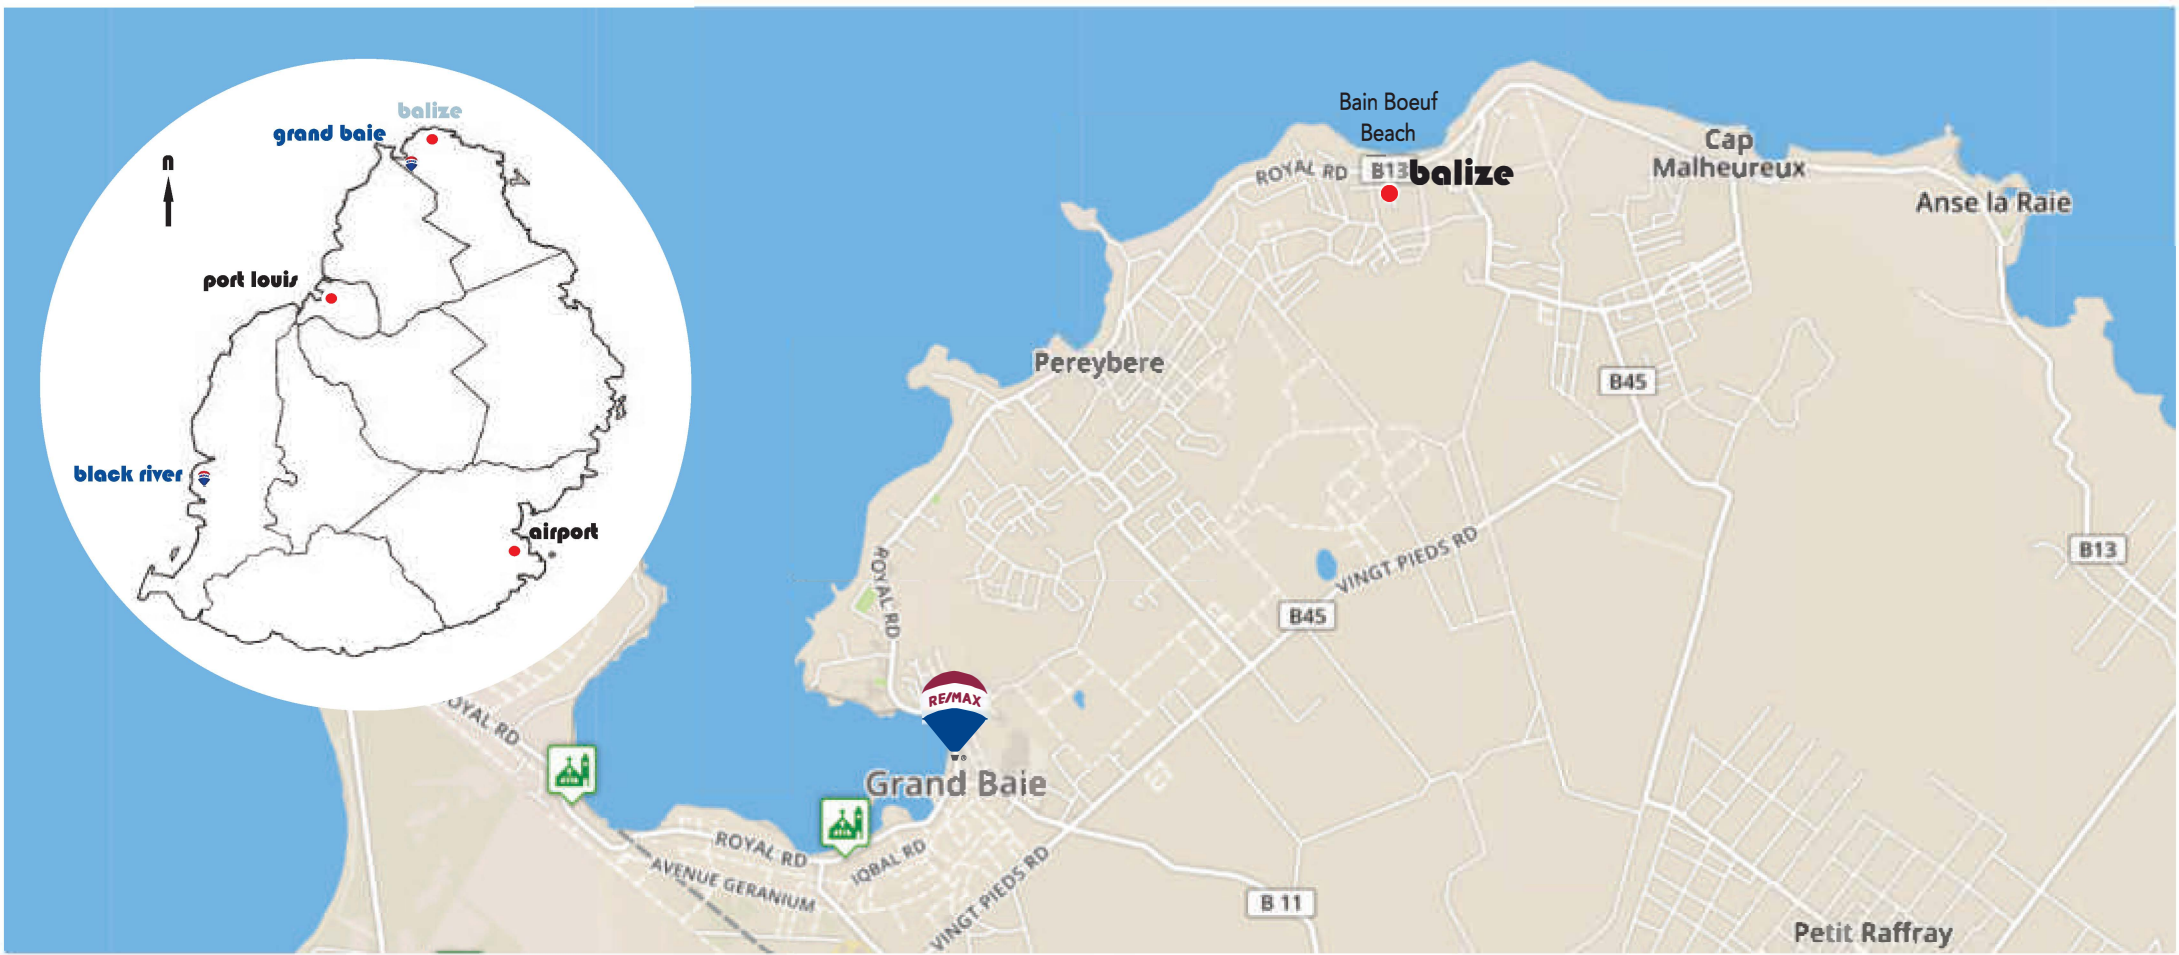 balize
grand baie
n
port louis
black river
airport
Bain Boeuf
Beach
ROYAL RD
B13
balize
Cap
Malheureux
Anse la Raie
Pereybere
B45
B13
ROYAL RD
VINGT PIEDS RD
B45
RE/MAX
Grand Baie
OYAL RD
ROYAL RD
IQBAL RD
AVENUE GERANIUM
VINGT PIEDS RD
B 11
Petit Raffray